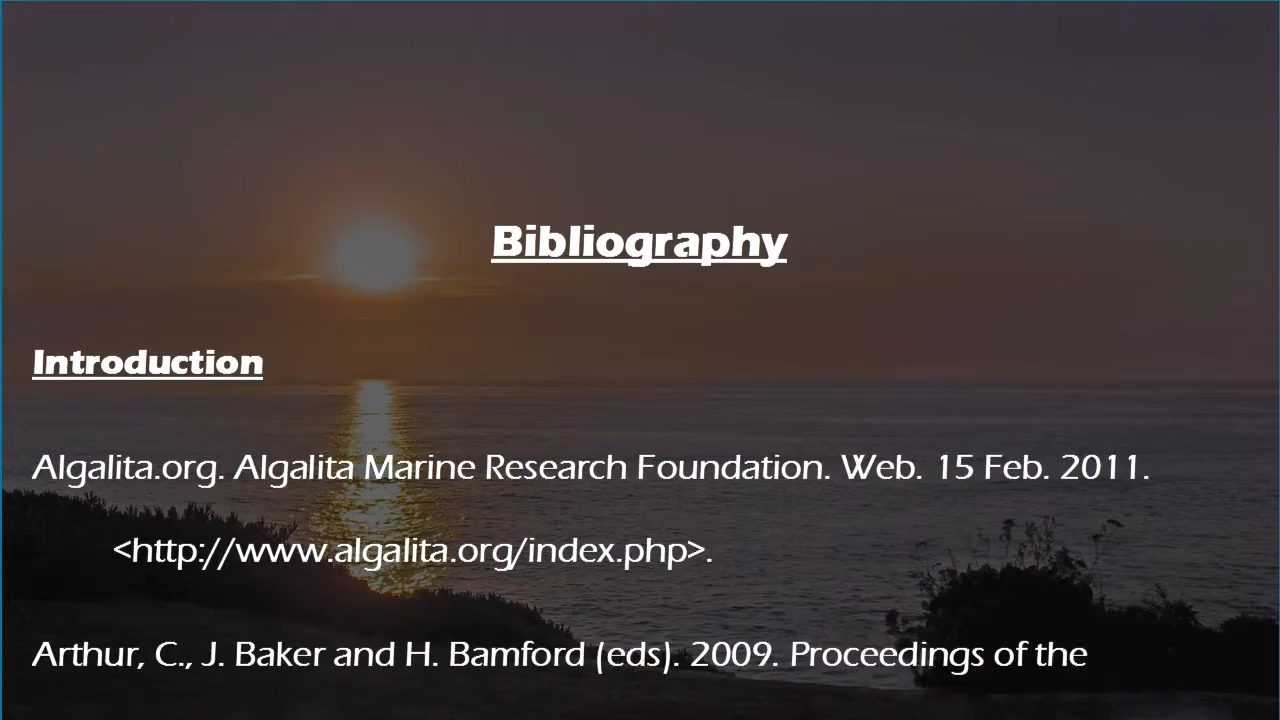 Bibliography
Introduction
Algalita.org. Algalita Marine Research Foundation. Web. 15 Feb. 2011.
<http://www.algalita.org/index.php>.
Arthur, C., J. Baker and H. Bamford (eds). 2009. Proceedings of the